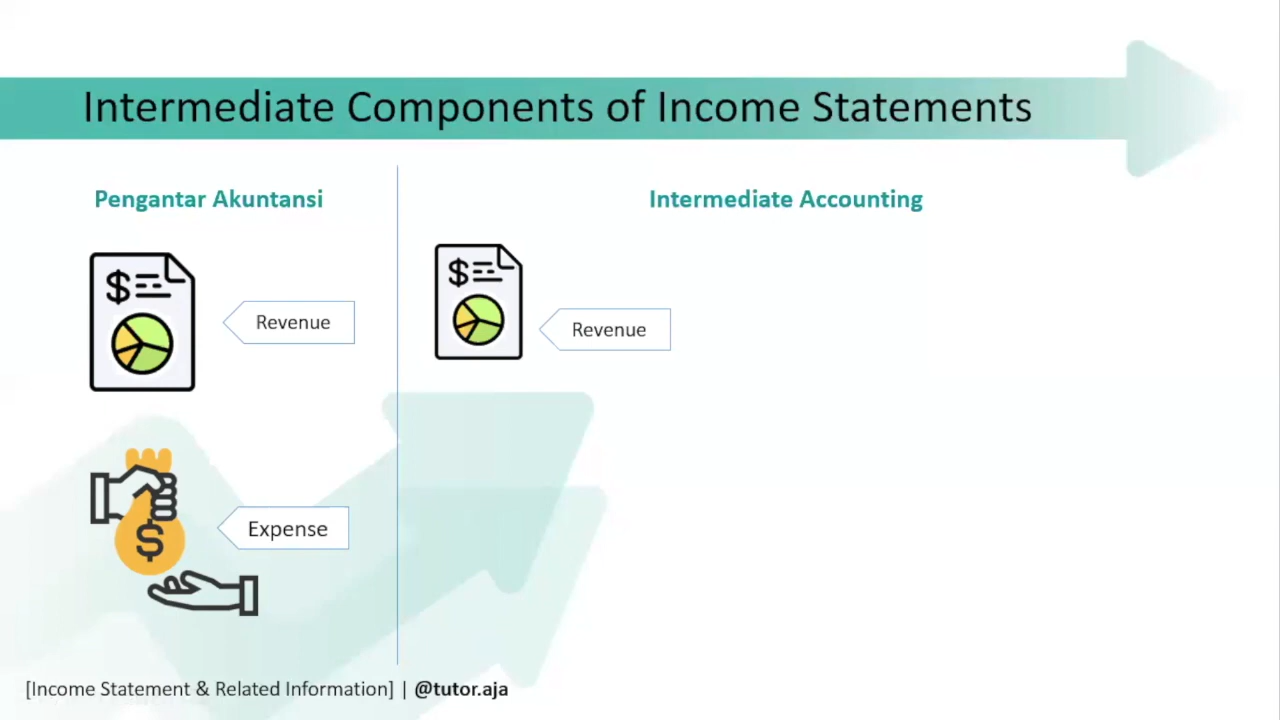 Intermediate Components of Income Statements
Pengantar Akuntansi
Intermediate Accounting
$
Revenue
$
Revenue
$
Expense
[Income Statement & Related Information] | @tutor.aja